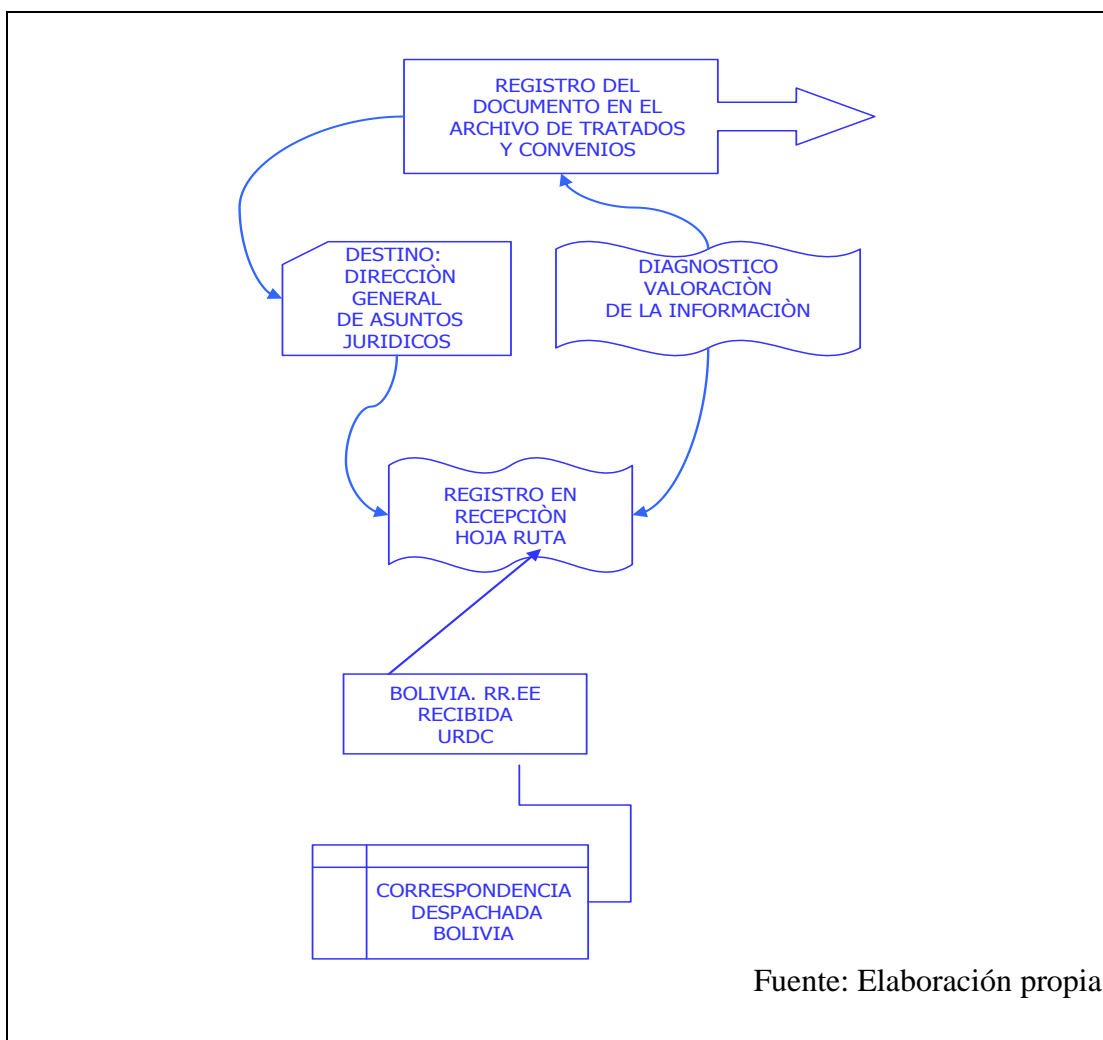 REGISTRO DEL
DOCUMENTO EN EL
ARCHIVO DE TRATADOS
Y CONVENIOS
DESTINO:
DIRECCIÒN
GENERAL
DE ASUNTOS
JURIDICOS
DIAGNOSTICO
VALORACIÒN
DE LA INFORMACIÒN
REGISTRO EN
RECEPCIÒN
HOJA RUTA
BOLIVIA. RR.EE
RECIBIDA
URDC
CORRESPONDENCIA
DESPACHADA
BOLIVIA
Fuente: Elaboración propia